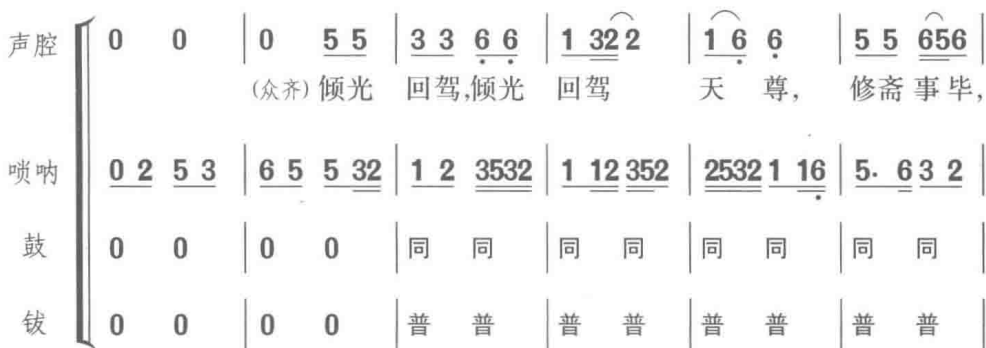 声腔 0 0 | 0 5 5 | 3 3 6 6 | 1 32 2 | 1 6 6 | 5 5 656 |
(众齐) 倾光 回驾,倾光 回驾 天 尊, 修斋 事毕,
唢呐 0 2 5 3 | 6 5 5 32 | 1 2 3532 | 1 12 352 | 2532 1 16 | 5. 6 3 2 |
鼓 0 0 | 0 0 | 同 同 | 同 同 | 同 同 | 同 同 |
钹 0 0 | 0 0 | 普 普 | 普 普 | 普 普 | 普 普 |